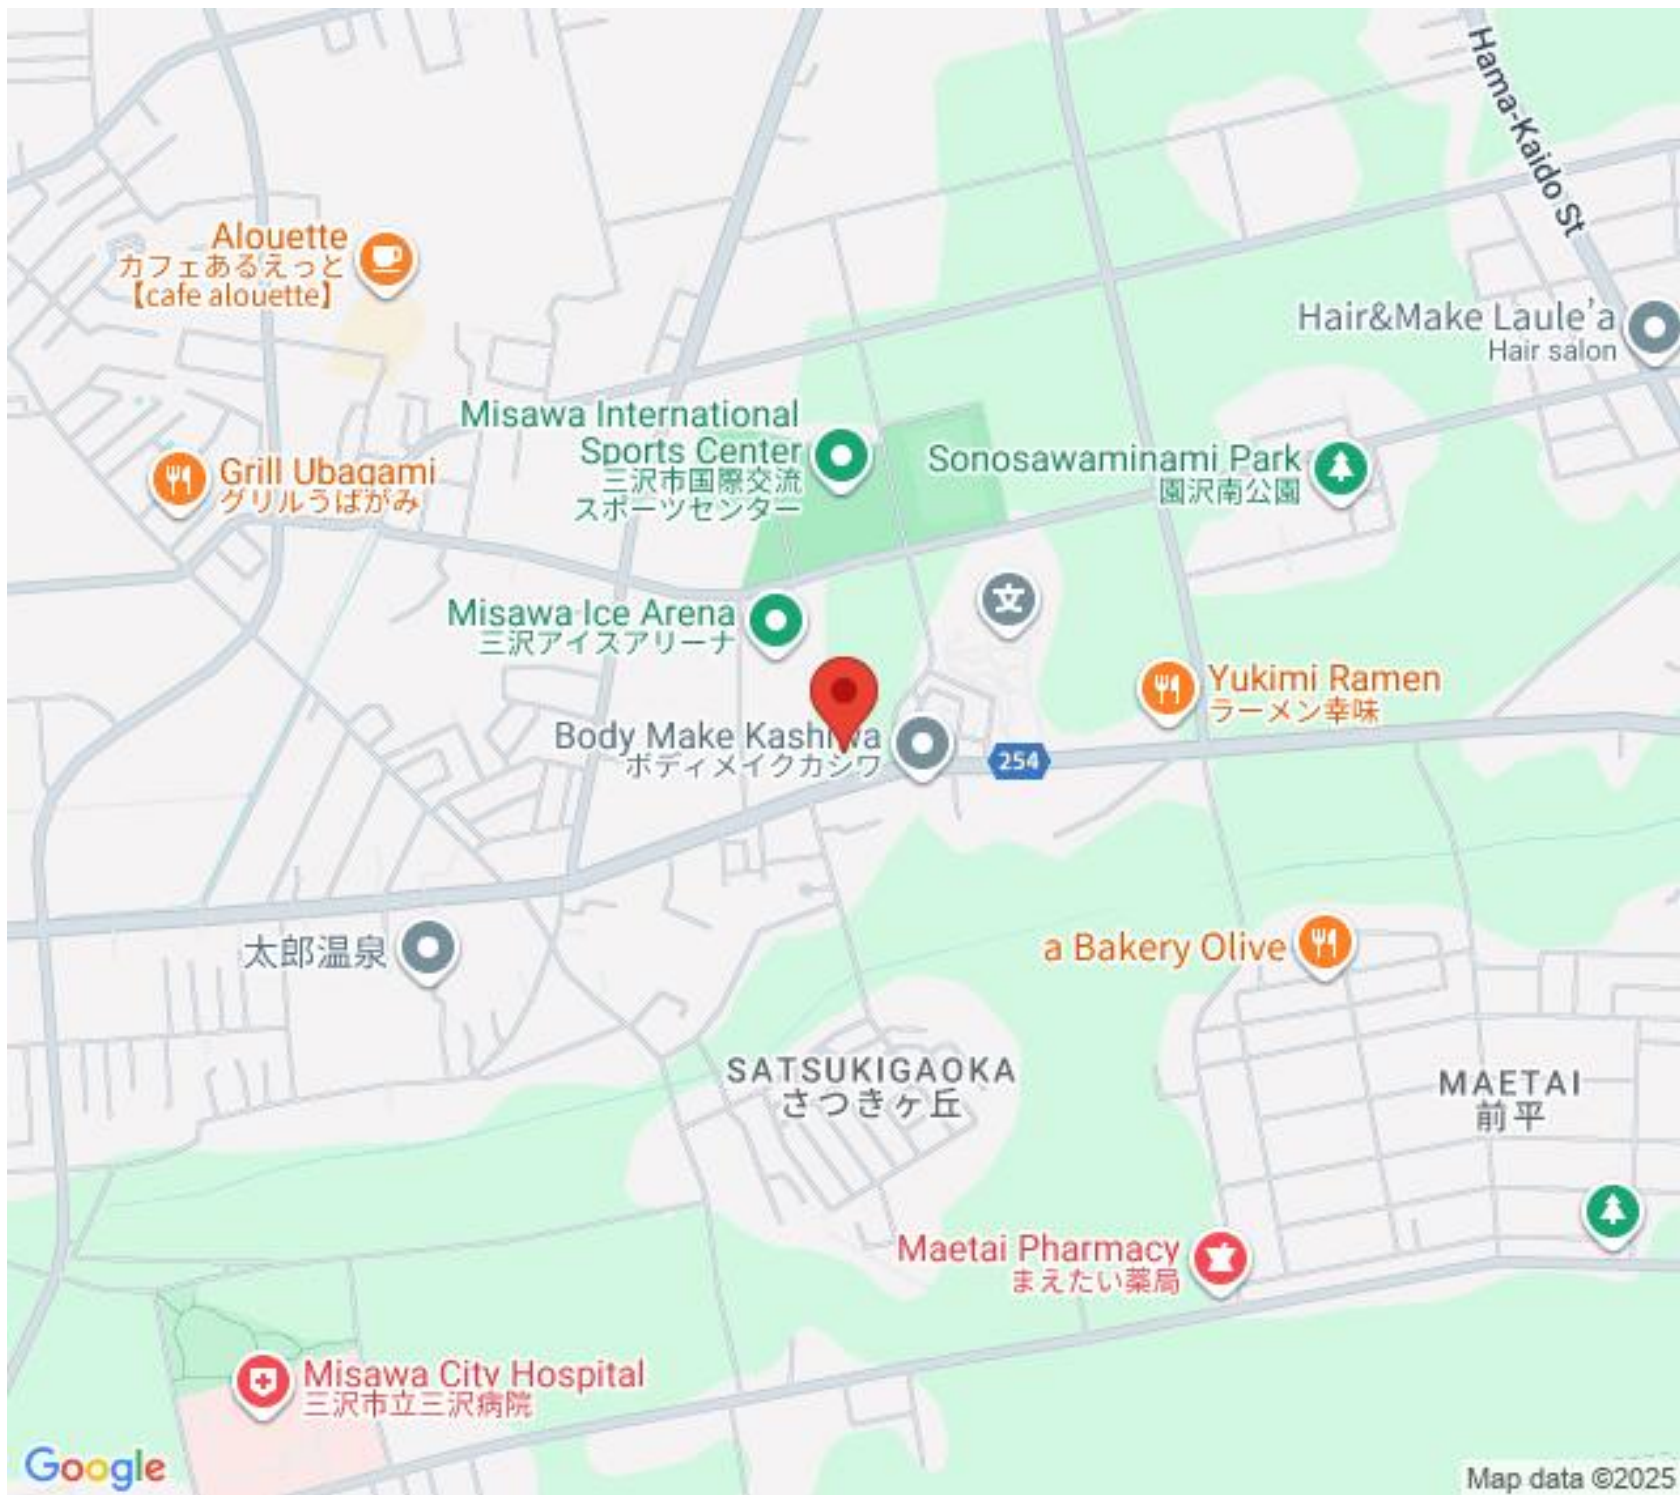 Hama-Kaido St
Alouette
カフェあるえっと
【cafe alouette】
Hair&Make Laule'a
Hair salon
Misawa International
Sports Center
三沢市国際交流
スポーツセンター
Sonosawaminami Park
園沢南公園
Grill Ubagami
グリルうばがみ
文
Misawa Ice Arena
三沢アイスアリーナ
Yukimi Ramen
ラーメン幸味
Body Make Kashiwa
ボディメイクカシワ
254
太郎温泉
a Bakery Olive
SATSUKIGAOKA
さつきヶ丘
MAETAI
前平
Maetai Pharmacy
まえたい薬局
Misawa City Hospital
三沢市立三沢病院
Google
Map data ©2025